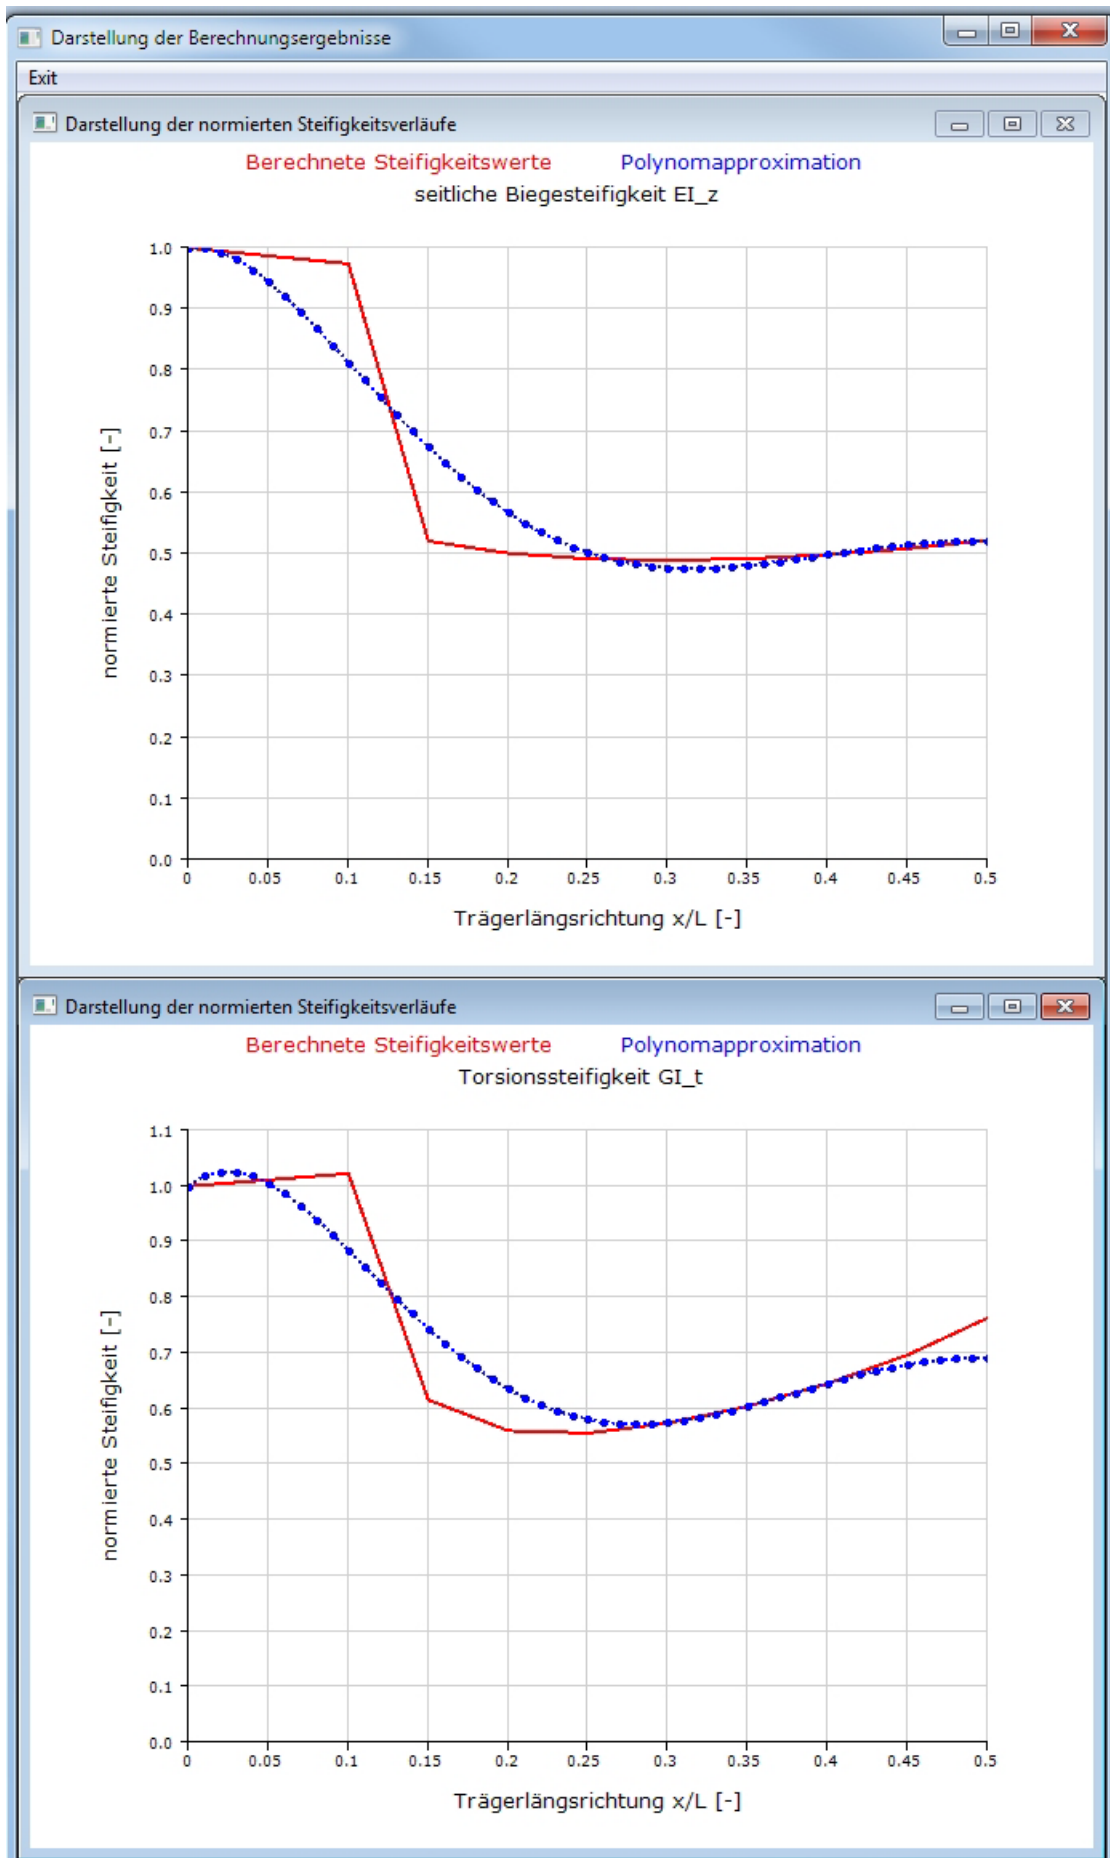 Darstellung der Berechnungsergebnisse
Exit
Darstellung der normierten Steifigkeitsverläufe
Berechnete Steifigkeitswerte Polynomapproximation
seitliche Biegesteifigkeit EI_z
1.0
0.9
0.8
0.7
0.6
0.5
0.4
0.3
0.2
0.1
0.0
normierte Steifigkeit [-]
0 0.05 0.1 0.15 0.2 0.25 0.3 0.35 0.4 0.45 0.5
Trägerlängsrichtung x/L [-]
Darstellung der normierten Steifigkeitsverläufe
Berechnete Steifigkeitswerte Polynomapproximation
Torsionssteifigkeit GI_t
1.1
1.0
0.9
0.8
0.7
0.6
0.5
0.4
0.3
0.2
0.1
0.0
normierte Steifigkeit [-]
0 0.05 0.1 0.15 0.2 0.25 0.3 0.35 0.4 0.45 0.5
Trägerlängsrichtung x/L [-]